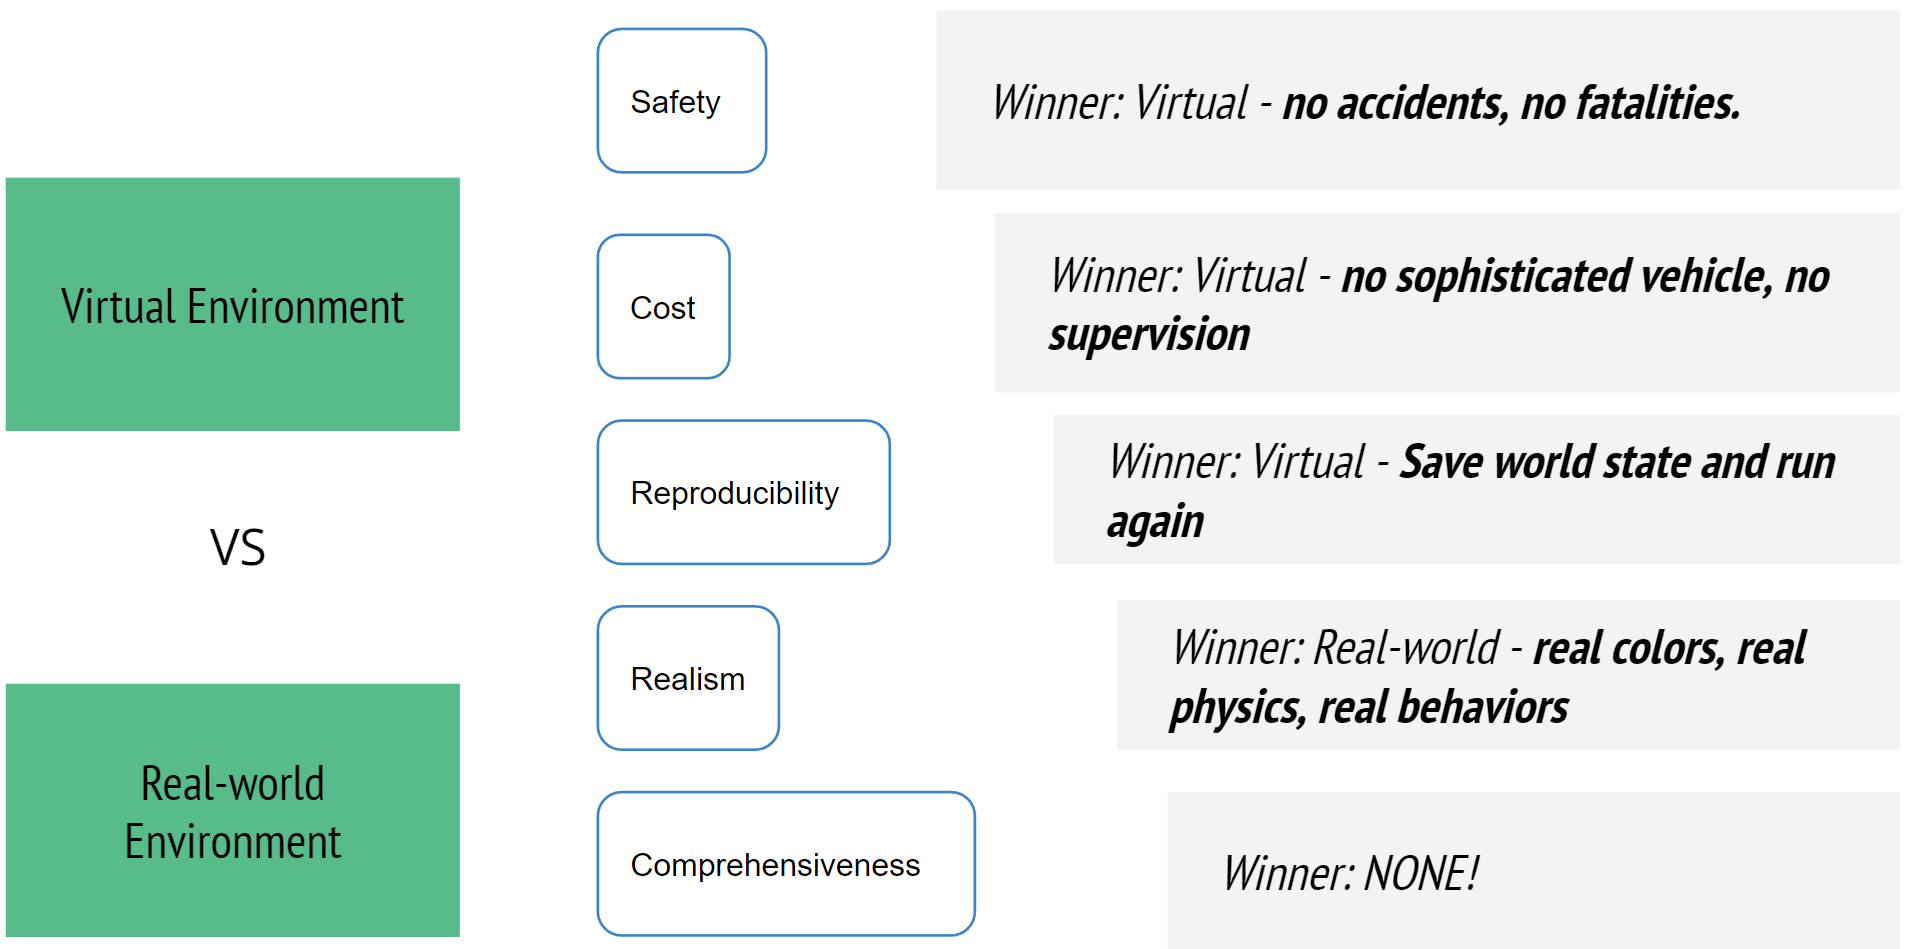 Virtual Environment
VS
Real-world
Environment
Safety
Winner: Virtual - no accidents, no fatalities.
Cost
Winner: Virtual - no sophisticated vehicle, no
supervision
Reproducibility
Winner: Virtual - Save world state and run
again
Realism
Winner: Real-world - real colors, real
physics, real behaviors
Comprehensiveness
Winner: NONE!